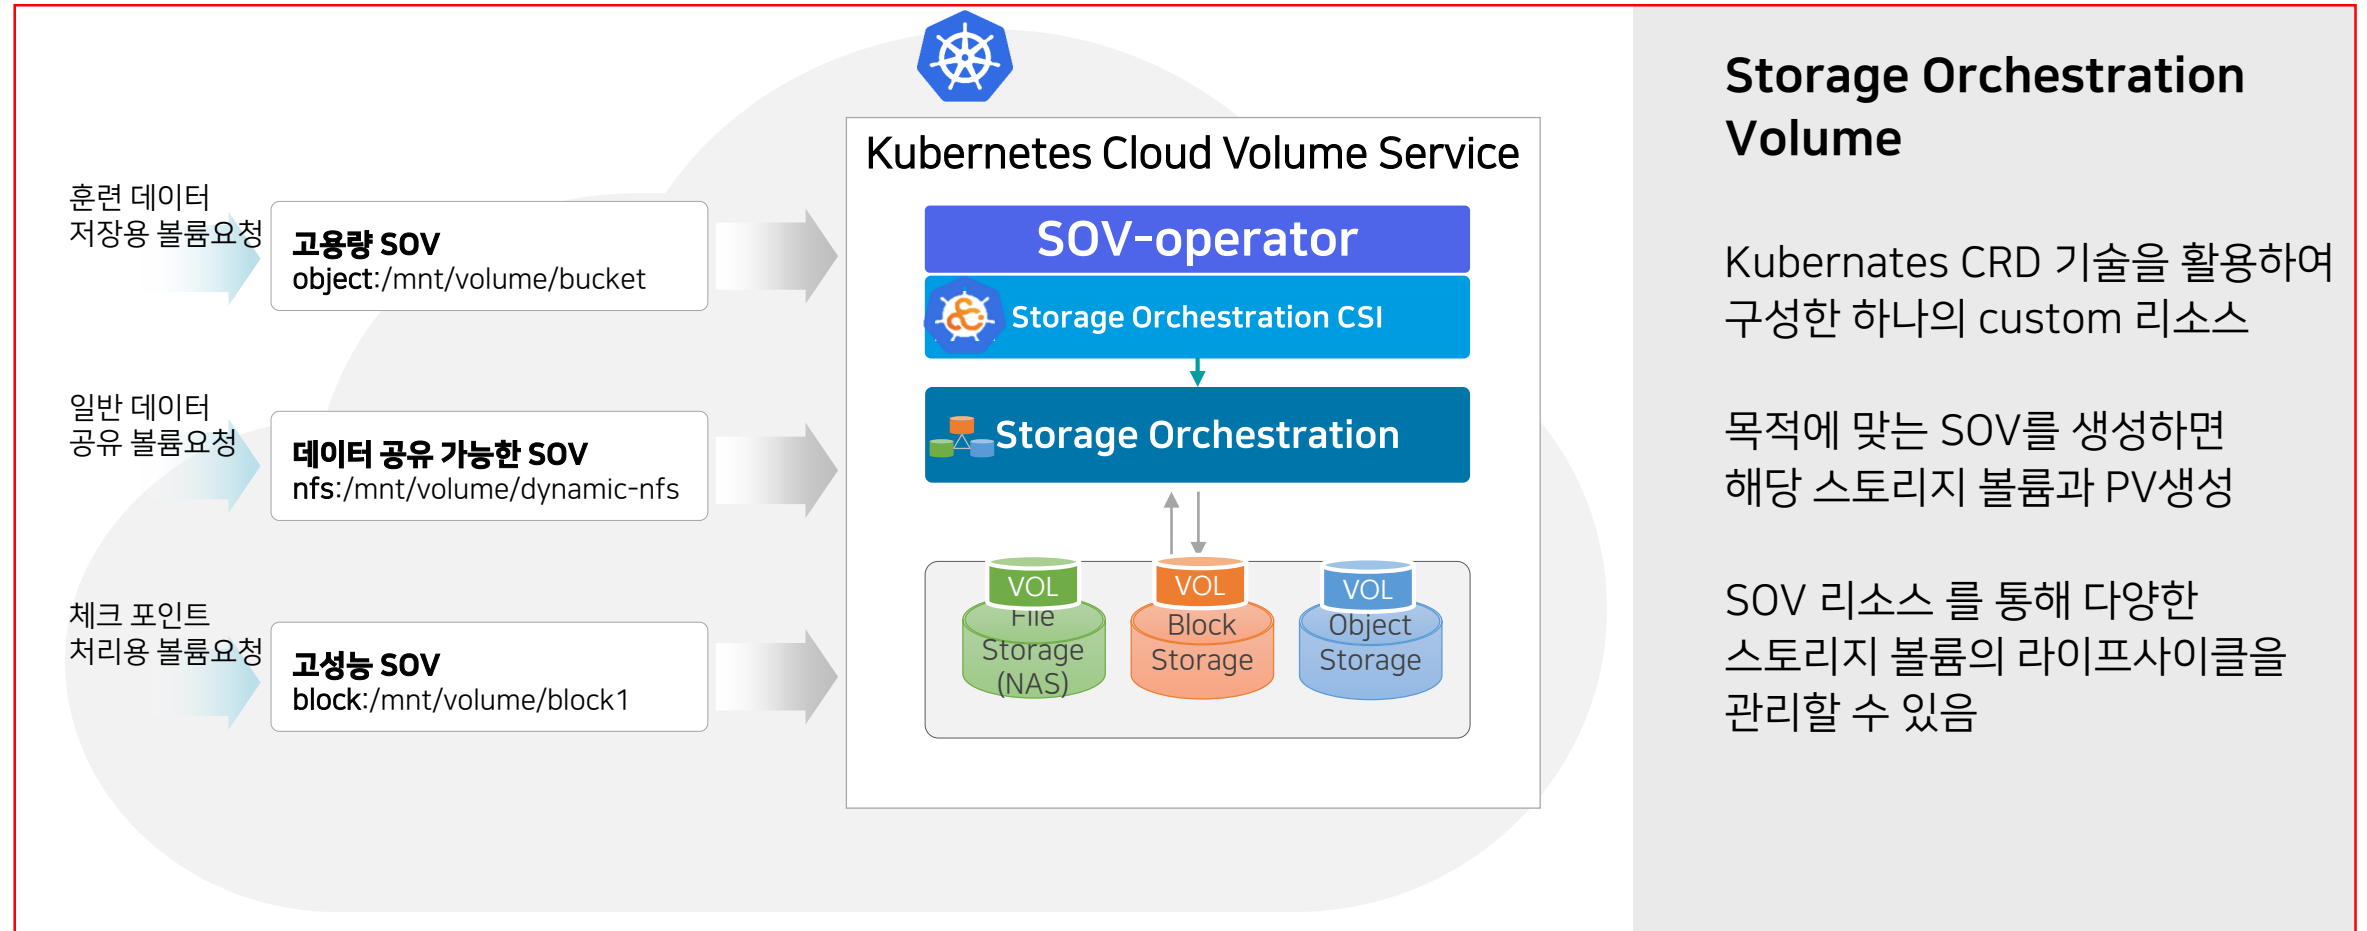 훈련 데이터
저장용 볼륨요청
고용량 SOV
object:/mnt/volume/bucket
일반 데이터
공유 볼륨요청
데이터 공유 가능한 SOV
nfs:/mnt/volume/dynamic-nfs
체크 포인트
처리용 볼륨요청
고성능 SOV
block:/mnt/volume/block1
Kubernetes Cloud Volume Service
SOV-operator
Storage Orchestration CSI
Storage Orchestration
VOL
File
Storage
(NAS)
VOL
Block
Storage
VOL
Object
Storage
Storage Orchestration
Volume
Kubernates CRD 기술을 활용하여
구성한 하나의 custom 리소스
목적에 맞는 SOV를 생성하면
해당 스토리지 볼륨과 PV생성
SOV 리소스 를 통해 다양한
스토리지 볼륨의 라이프사이클을
관리할 수 있음